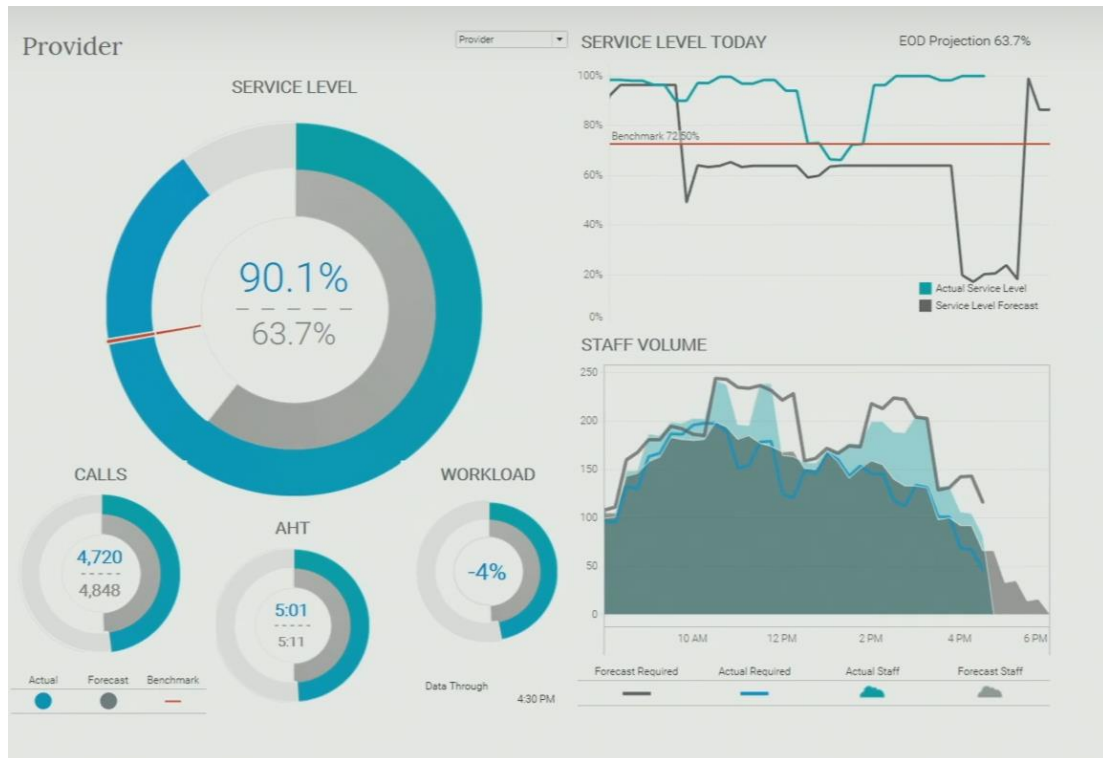 Provider
Provider
SERVICE LEVEL
90.1%
63.7%
CALLS
4,720
4,848
AHT
5:01
5:11
WORKLOAD
-4%
Actual
Forecast
Benchmark
Data Through
4:30 PM
SERVICE LEVEL TODAY
EOD Projection 63.7%
100%
80%
Benchmark 72.50%
60%
40%
20%
0%
Actual Service Level
Service Level Forecast
STAFF VOLUME
250
200
150
100
50
0
10 AM
12 PM
2 PM
4 PM
6 PM
Forecast Required
Actual Required
Actual Staff
Forecast Staff